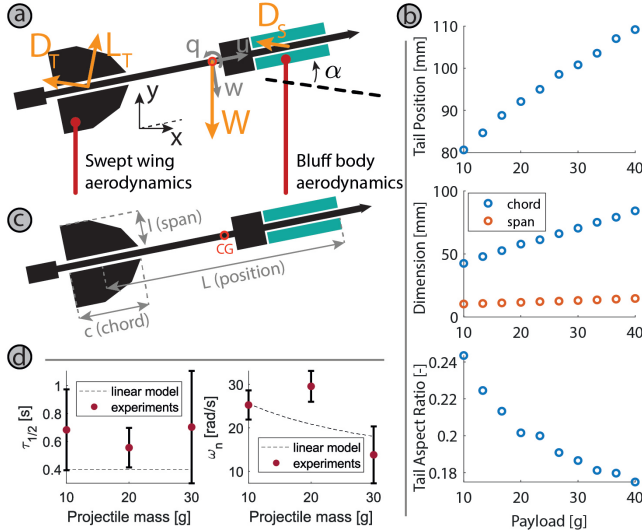 a
D_T
L_T
q
u
D_S
w
W
α
y
x
Swept wing
aerodynamics
Bluff body
aerodynamics
c
l (span)
CG
L (position)
c (chord)
d
τ_1/2 [s]
1
0.8
0.6
0.4
linear model
experiments
10
20
30
Projectile mass [g]
ω_n [rad/s]
30
20
10
linear model
experiments
10
20
30
Projectile mass [g]
b
Tail Position [mm]
110
100
90
80
10
20
30
40
Dimension [mm]
100
50
0
chord
span
10
20
30
40
Tail Aspect Ratio [-]
0.24
0.22
0.2
0.18
10
20
30
40
Payload [g]